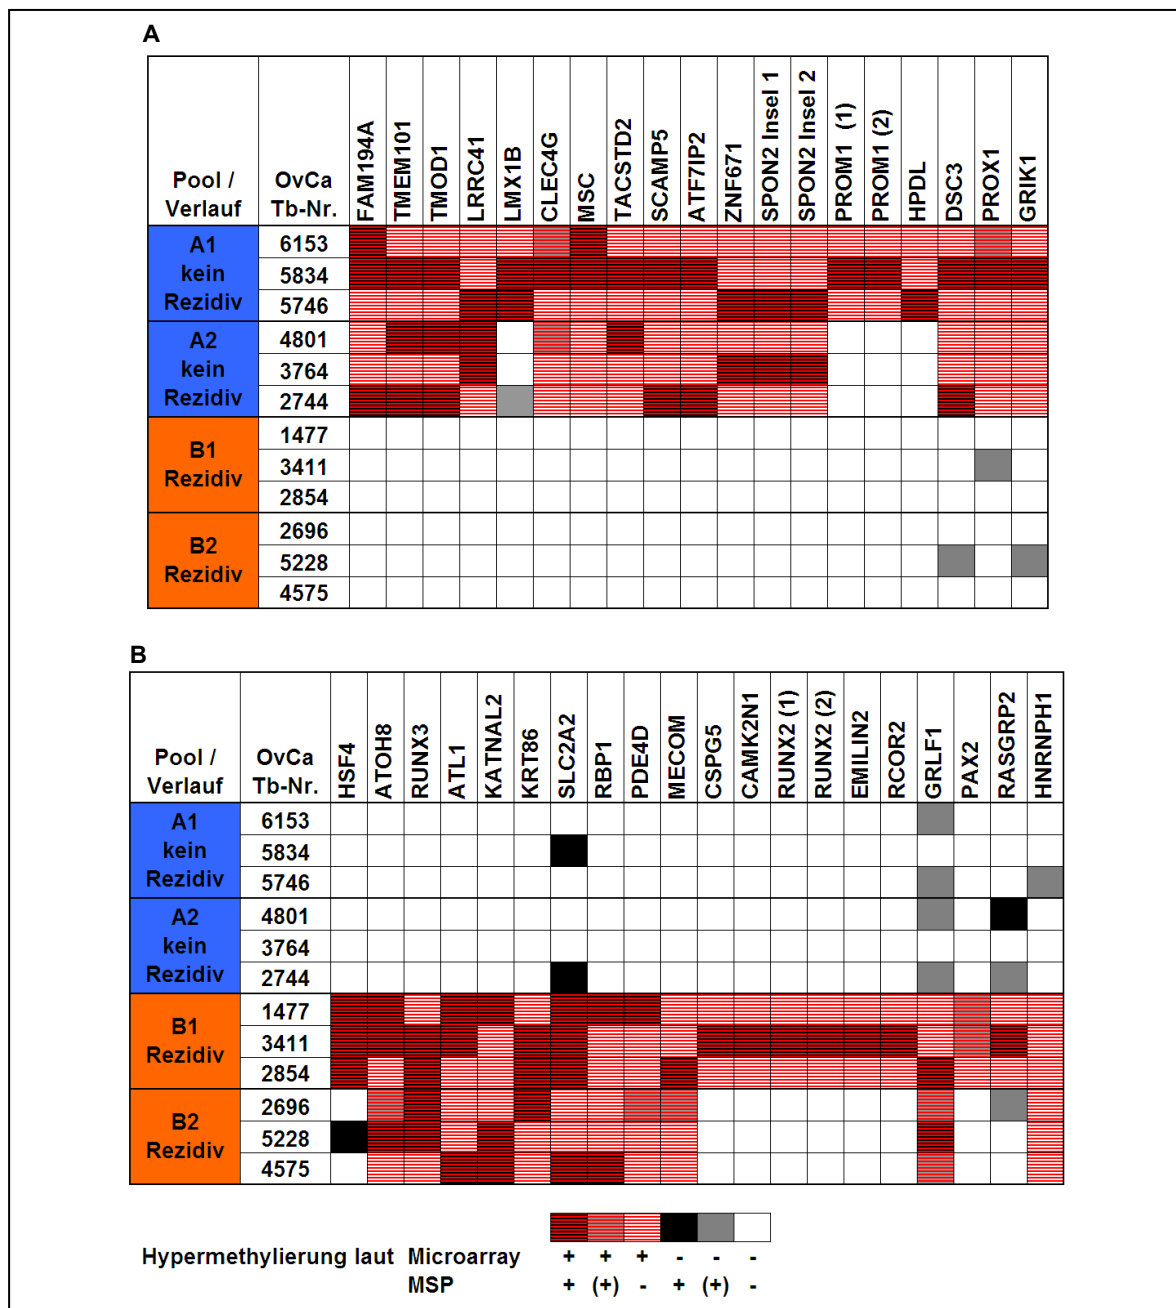 A
Pool / Verlauf
OvCa Tb-Nr.
FAM194A
TMEM101
TMOD1
LRRC41
LMX1B
CLEC4G
MSC
TACSTD2
SCAMP5
ATF7IP2
ZNF671
SPON2 Insel 1
SPON2 Insel 2
PROM1 (1)
PROM1 (2)
HPDL
DSC3
PROX1
GRIK1
A1
kein
Rezidiv
6153
5834
5746
A2
kein
Rezidiv
4801
3764
2744
B1
Rezidiv
1477
3411
2854
B2
Rezidiv
2696
5228
4575
B
Pool / Verlauf
OvCa Tb-Nr.
HSF4
ATOH8
RUNX3
ATL1
KATNAL2
KRT86
SLC2A2
RBP1
PDE4D
MECOM
CSPG5
CAMK2N1
RUNX2 (1)
RUNX2 (2)
EMILIN2
RCOR2
GRLF1
PAX2
RASGRP2
HNRNPH1
A1
kein
Rezidiv
6153
5834
5746
A2
kein
Rezidiv
4801
3764
2744
B1
Rezidiv
1477
3411
2854
B2
Rezidiv
2696
5228
4575
Hypermethylierung laut Microarray + + + - - -
MSP + (+) - + (+) -